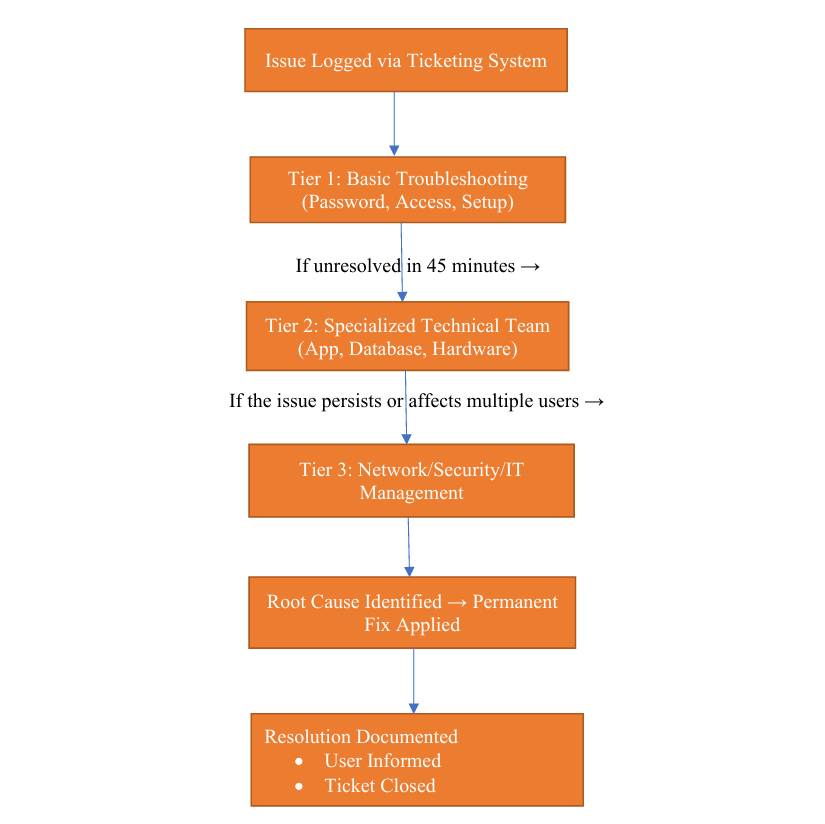 Issue Logged via Ticketing System
Tier 1: Basic Troubleshooting
(Password, Access, Setup)
If unresolved in 45 minutes →
Tier 2: Specialized Technical Team
(App, Database, Hardware)
If the issue persists or affects multiple users →
Tier 3: Network/Security/IT
Management
Root Cause Identified → Permanent
Fix Applied
Resolution Documented
• User Informed
• Ticket Closed